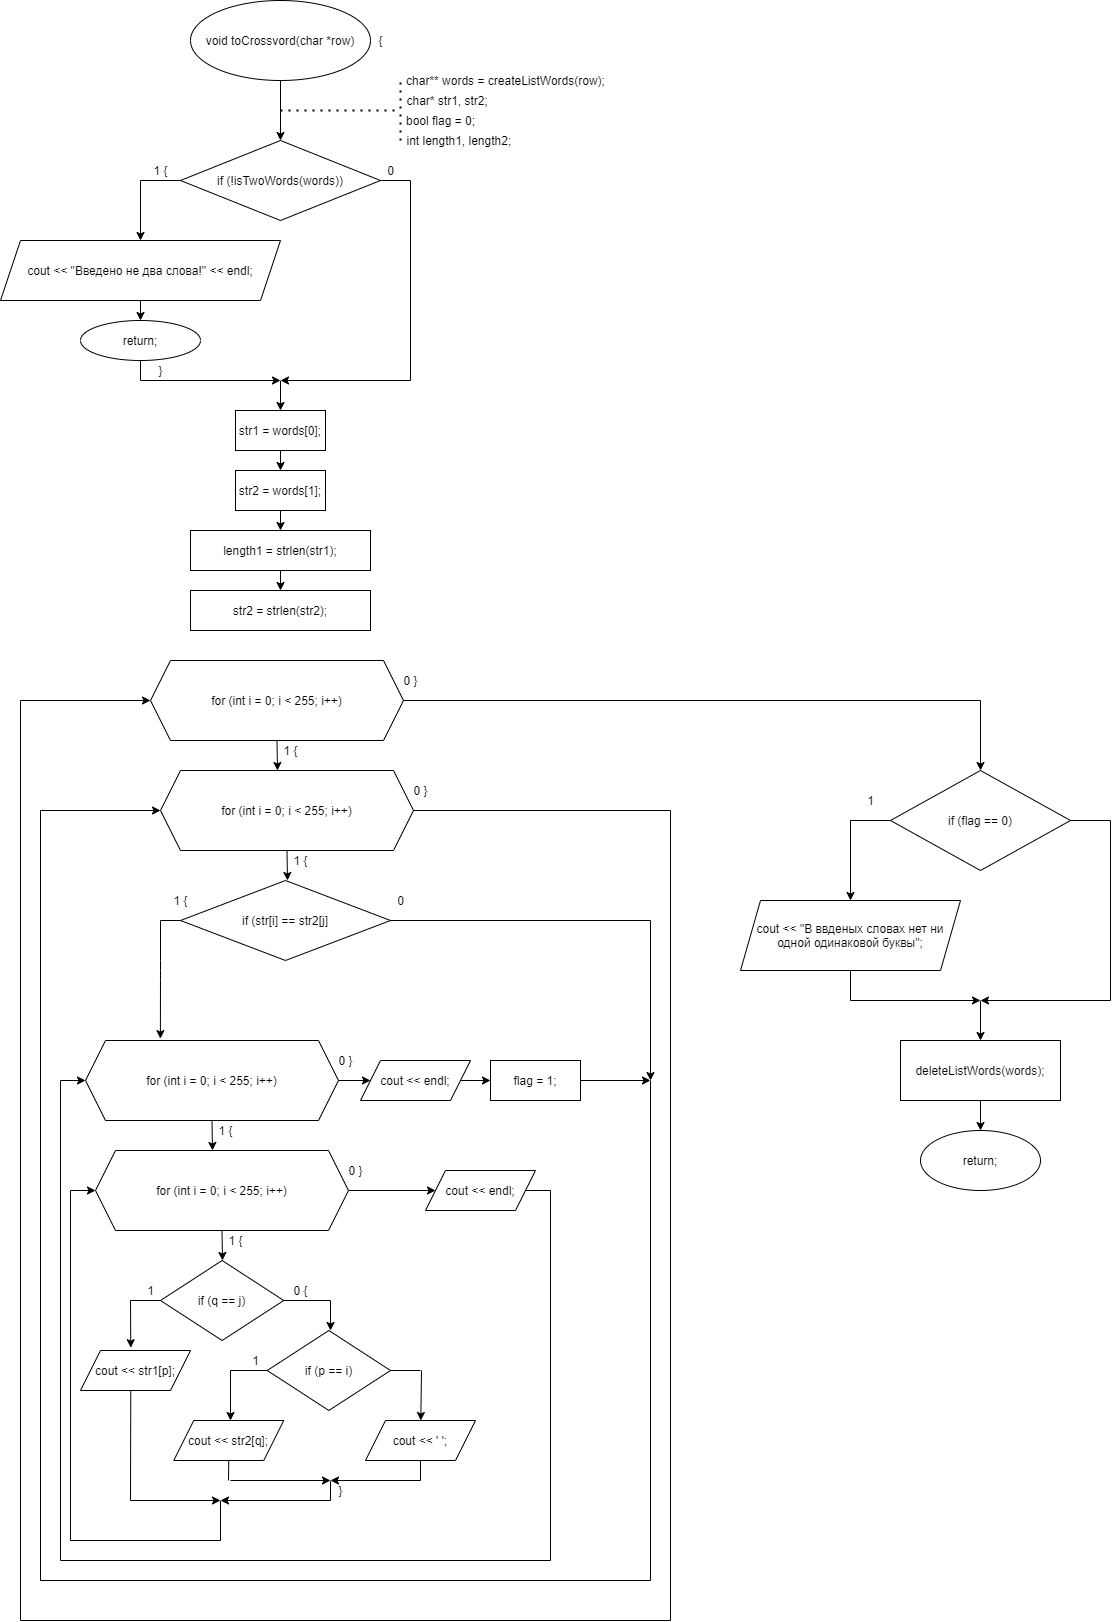 void toCrossvord(char *row)
{
char** words = createListWords(row);
char* str1, str2;
bool flag = 0;
int length1, length2;
1 {
if (!isTwoWords(words))
0
cout << "Введено не два слова!" << endl;
return;
}
str1 = words[0];
str2 = words[1];
length1 = strlen(str1);
str2 = strlen(str2);
for (int i = 0; i < 255; i++)
0 }
1 {
for (int i = 0; i < 255; i++)
0 }
1 {
if (str[i] == str2[j]
1 {
0
for (int i = 0; i < 255; i++)
0 }
cout << endl;
flag = 1;
1 {
for (int i = 0; i < 255; i++)
0 }
cout << endl;
1 {
if (q == j)
1
0 {
cout << str1[p];
if (p == i)
1
cout << str2[q];
cout << ' ';
}
if (flag == 0)
1
cout << "В ввденых словах нет ни
одной одинаковой буквы";
deleteListWords(words);
return;